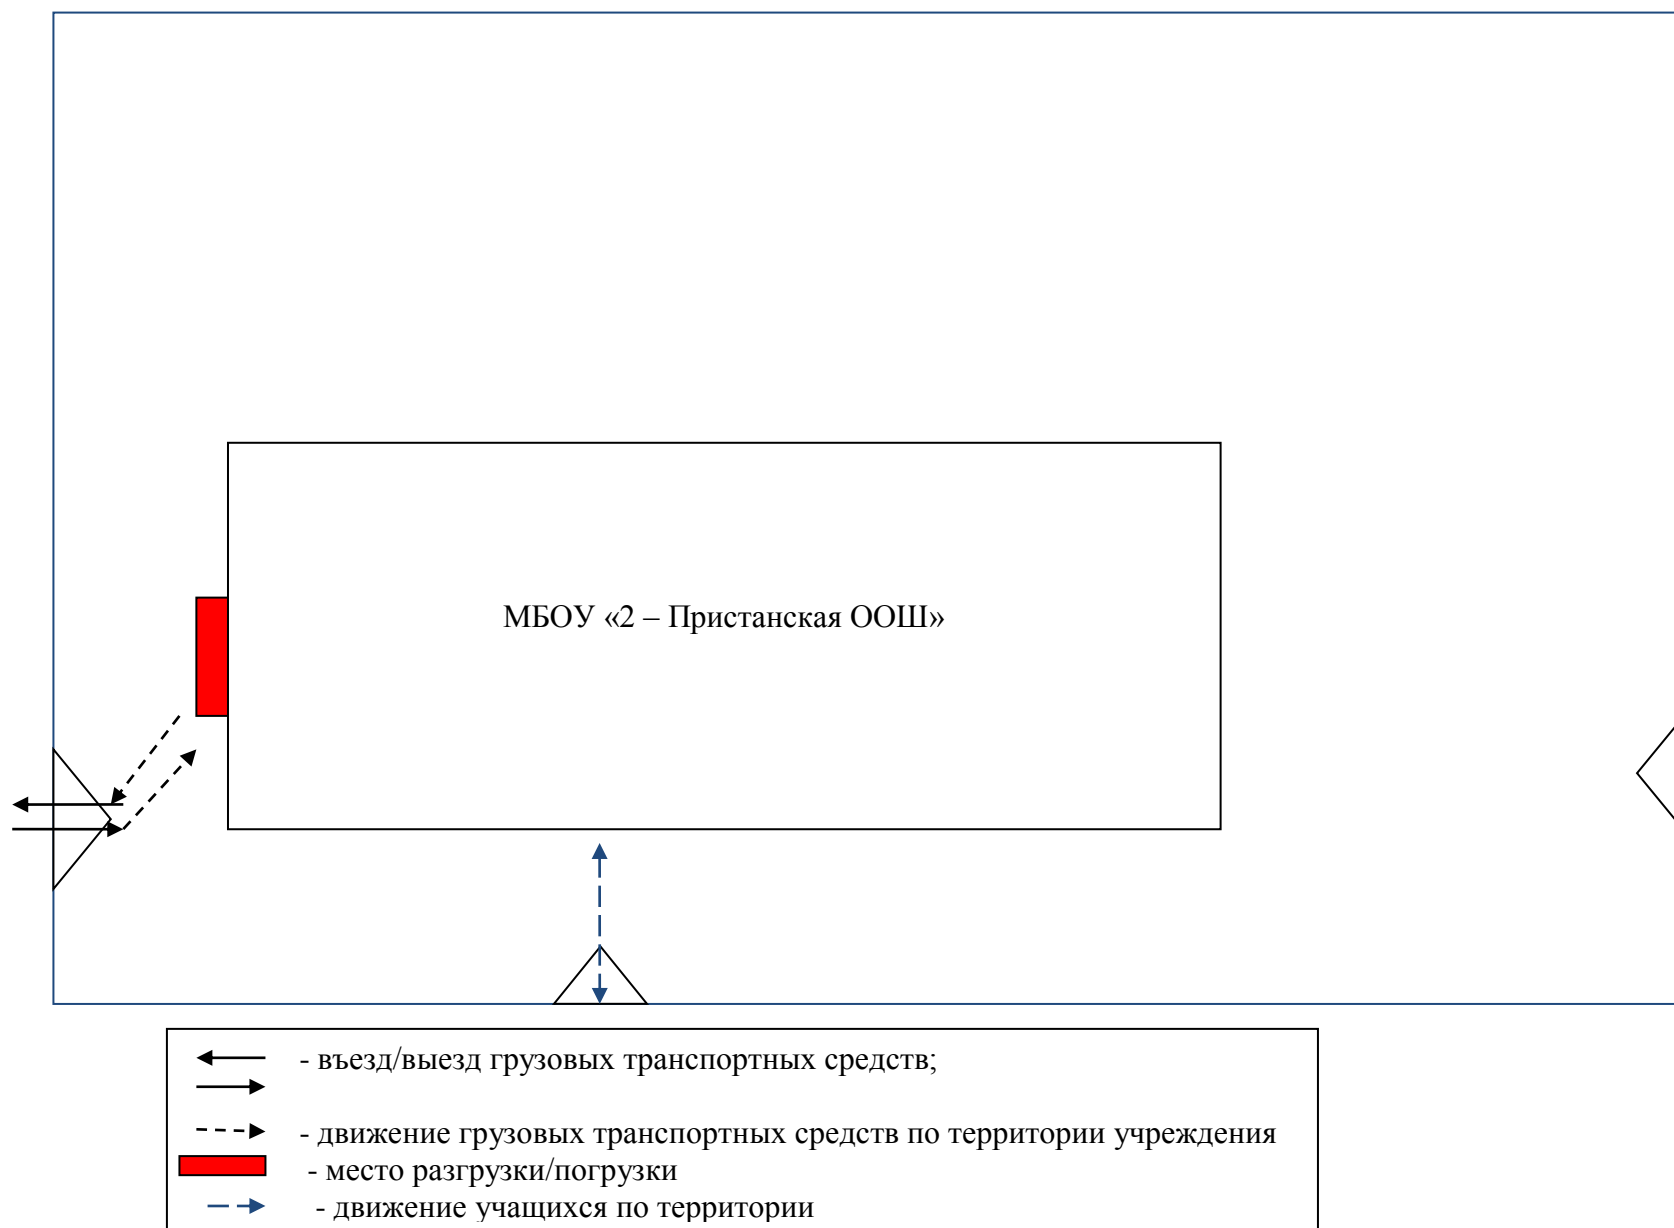 МБОУ «2 – Пристанская ООШ»
- въезд/выезд грузовых транспортных средств;
- движение грузовых транспортных средств по территории учреждения
- место разгрузки/погрузки
- движение учащихся по территории